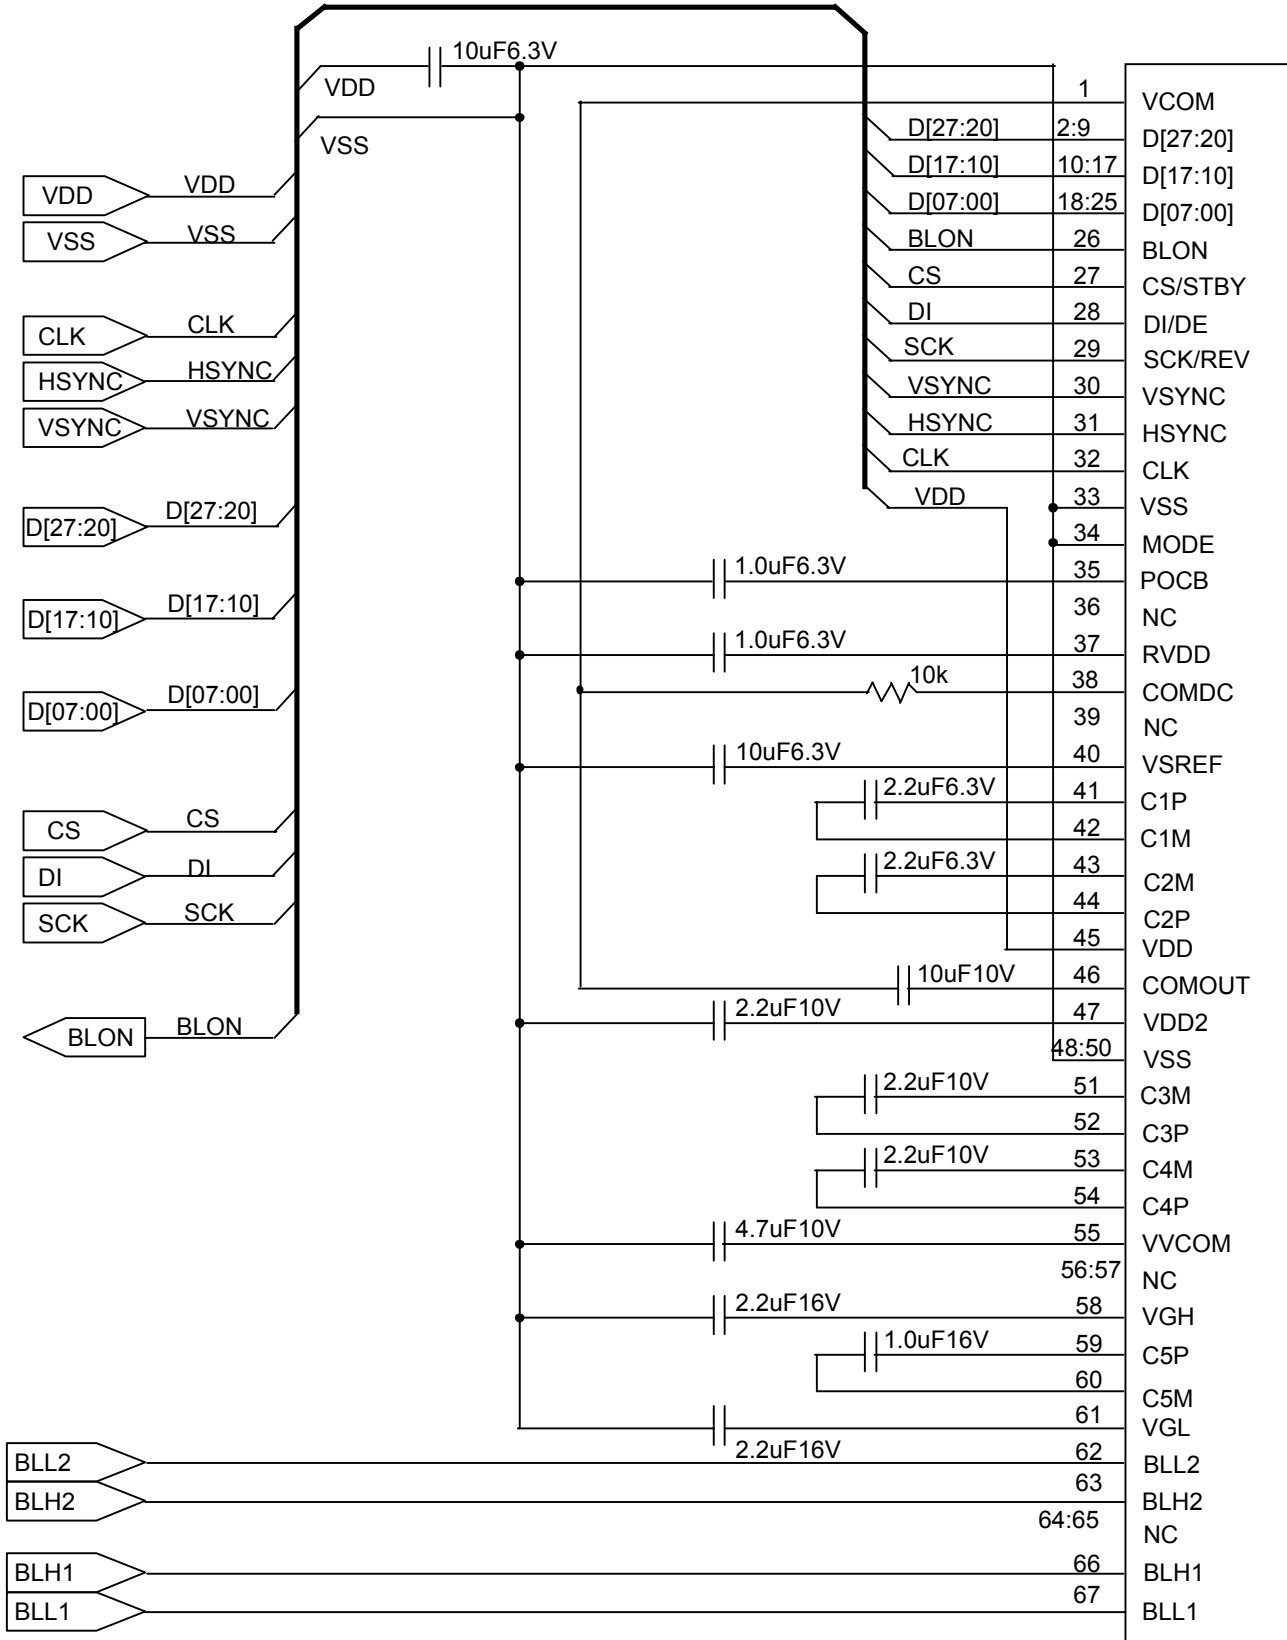 10uF6.3V
VDD
VSS
VDD VDD
VSS VSS
CLK CLK
HSYNC HSYNC
VSYNC VSYNC
D[27:20] D[27:20]
D[17:10] D[17:10]
D[07:00] D[07:00]
CS CS
DI DI
SCK SCK
BLON BLON
1 VCOM
D[27:20] 2:9 D[27:20]
D[17:10] 10:17 D[17:10]
D[07:00] 18:25 D[07:00]
BLON 26 BLON
CS 27 CS/STBY
DI 28 DI/DE
SCK 29 SCK/REV
VSYNC 30 VSYNC
HSYNC 31 HSYNC
CLK 32 CLK
VDD 33 VSS
34 MODE
1.0uF6.3V 35 POCB
36 NC
1.0uF6.3V 37 RVDD
10k 38 COMDC
39 NC
10uF6.3V 40 VSREF
2.2uF6.3V 41 C1P
42 C1M
2.2uF6.3V 43 C2M
44 C2P
45 VDD
10uF10V 46 COMOUT
2.2uF10V 47 VDD2
48:50 VSS
2.2uF10V 51 C3M
52 C3P
2.2uF10V 53 C4M
54 C4P
4.7uF10V 55 VVCOM
56:57 NC
2.2uF16V 58 VGH
1.0uF16V 59 C5P
60 C5M
61 VGL
2.2uF16V
BLL2 62 BLL2
BLH2 63 BLH2
64:65 NC
BLH1 66 BLH1
BLL1 67 BLL1